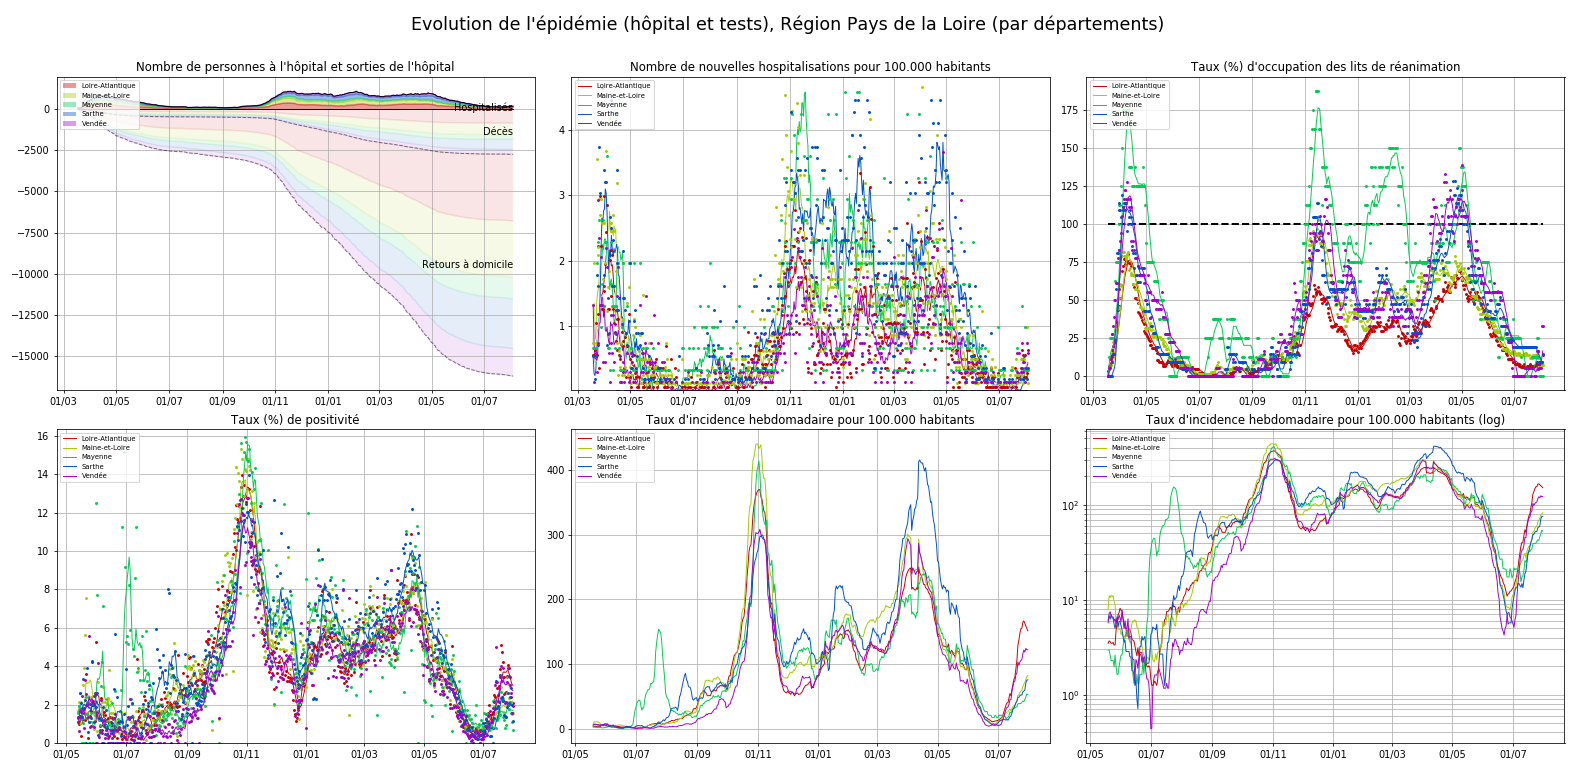 Evolution de l'épidémie (hôpital et tests), Région Pays de la Loire (par départements)
Nombre de personnes à l'hôpital et sorties de l'hôpital
Loire-Atlantique
Maine-et-Loire
Mayenne
Sarthe
Vendée
Hospitalisés
Décès
Retours à domicile
0
−2500
−5000
−7500
−10000
−12500
−15000
01/03 01/05 01/07 01/09 01/11 01/01 01/03 01/05 01/07
Nombre de nouvelles hospitalisations pour 100.000 habitants
Loire-Atlantique
Maine-et-Loire
Mayenne
Sarthe
Vendée
4
3
2
1
01/03 01/05 01/07 01/09 01/11 01/01 01/03 01/05 01/07
Taux (%) d'occupation des lits de réanimation
Loire-Atlantique
Maine-et-Loire
Mayenne
Sarthe
Vendée
175
150
125
100
75
50
25
0
01/03 01/05 01/07 01/09 01/11 01/01 01/03 01/05 01/07
Taux (%) de positivité
Loire-Atlantique
Maine-et-Loire
Mayenne
Sarthe
Vendée
16
14
12
10
8
6
4
2
0
01/05 01/07 01/09 01/11 01/01 01/03 01/05 01/07
Taux d'incidence hebdomadaire pour 100.000 habitants
Loire-Atlantique
Maine-et-Loire
Mayenne
Sarthe
Vendée
400
300
200
100
0
01/05 01/07 01/09 01/11 01/01 01/03 01/05 01/07
Taux d'incidence hebdomadaire pour 100.000 habitants (log)
Loire-Atlantique
Maine-et-Loire
Mayenne
Sarthe
Vendée
10²
10¹
10⁰
01/05 01/07 01/09 01/11 01/01 01/03 01/05 01/07